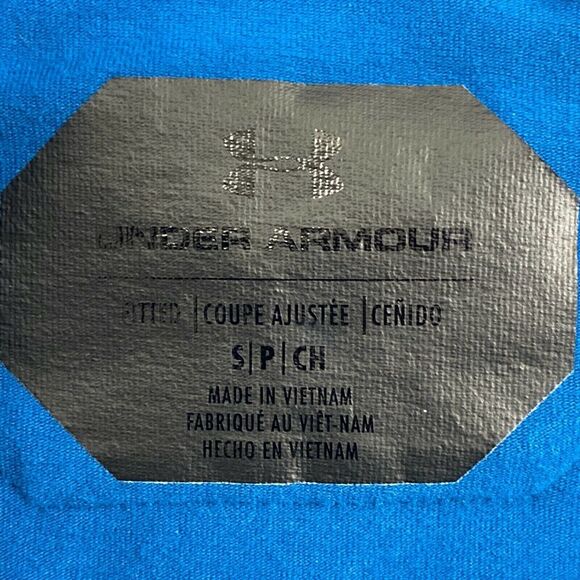 UNDER ARMOUR
FITTED | COUPE AJUSTÉE | CEÑIDO
S|P|CH
MADE IN VIETNAM
FABRIQUÉ AU VIÊT-NAM
HECHO EN VIETNAM